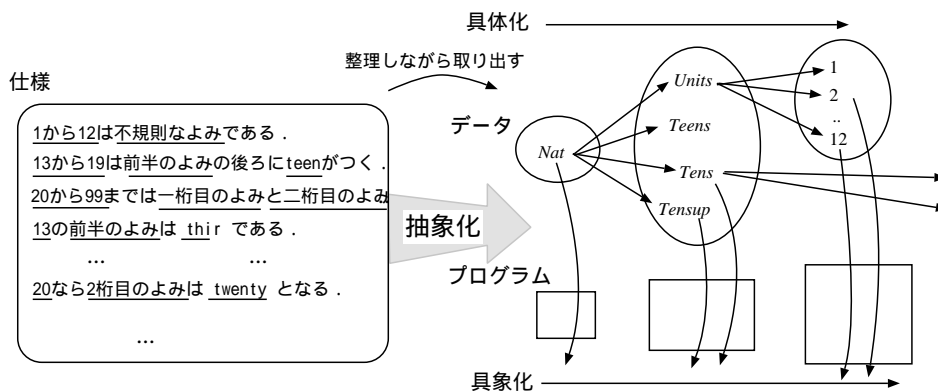 具体化
整理しながら取り出す
仕様
1から12は不規則なよみである．
13から19は前半のよみの後ろにteenがつく．
20から99までは一桁目のよみと二桁目のよみ
13の前半のよみは thir である．
… …
20なら2桁目のよみは twenty となる．
…
抽象化
データ
Nat
Units
Teens
Tens
Tensup
1
2
..
12
プログラム
具象化